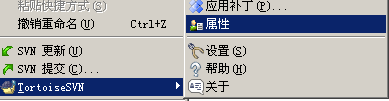 粘贴快捷方式(S)
撤销重命名(U) Ctrl+Z
SVN 更新(U)
SVN 提交(C)...
TortoiseSVN
应用补丁(P)...
属性
设置(S)
帮助(H)
关于